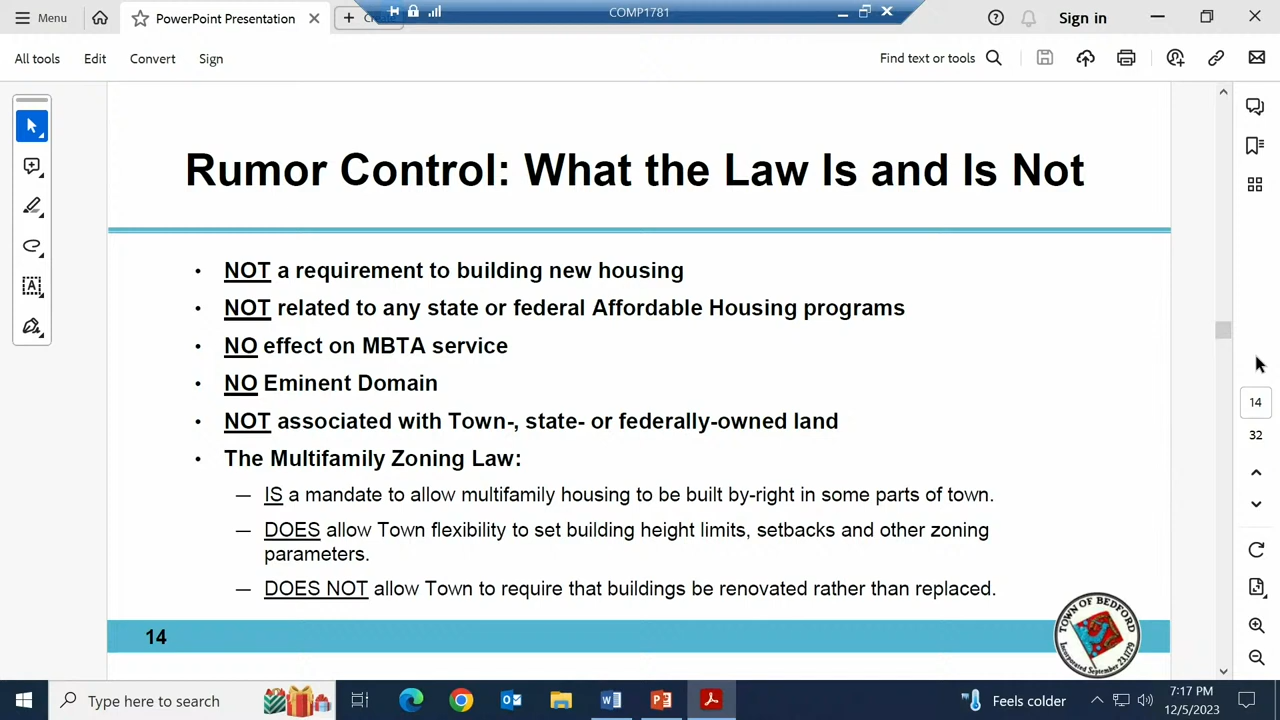 Menu
PowerPoint Presentation
COMP1781
Sign in
All tools
Edit
Convert
Sign
Find text or tools
Rumor Control: What the Law Is and Is Not
• NOT a requirement to building new housing
• NOT related to any state or federal Affordable Housing programs
• NO effect on MBTA service
• NO Eminent Domain
• NOT associated with Town-, state- or federally-owned land
• The Multifamily Zoning Law:
— IS a mandate to allow multifamily housing to be built by-right in some parts of town.
— DOES allow Town flexibility to set building height limits, setbacks and other zoning
parameters.
— DOES NOT allow Town to require that buildings be renovated rather than replaced.
14
TOWN OF BEDFORD
14
32
Type here to search
Feels colder
7:17 PM
12/5/2023